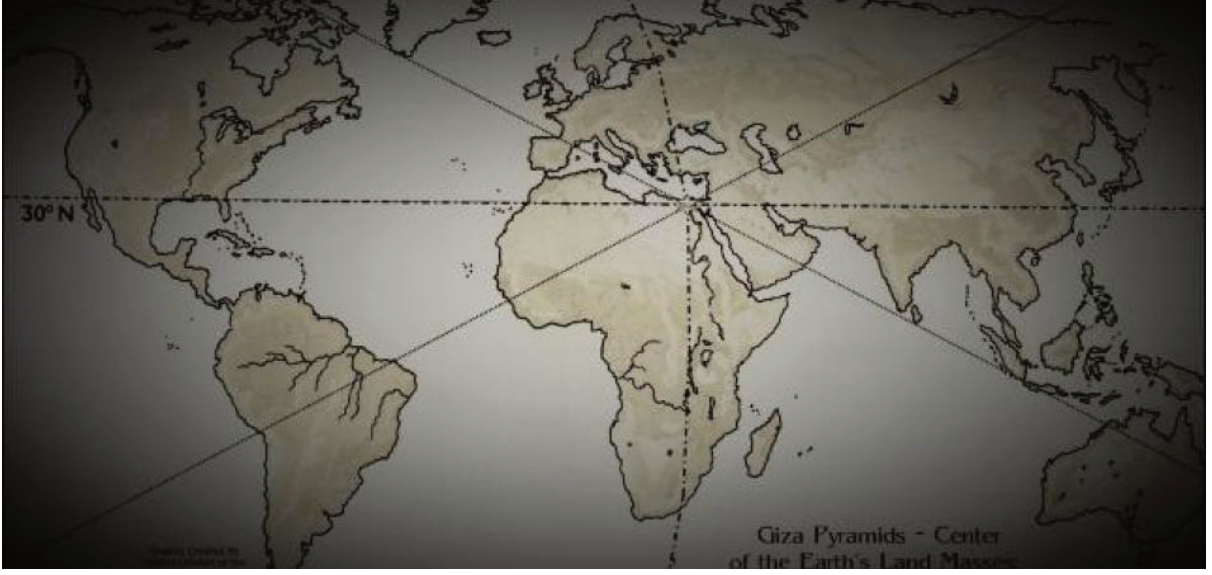 30° N
Giza Pyramids - Center
of the Earth's Land Masses